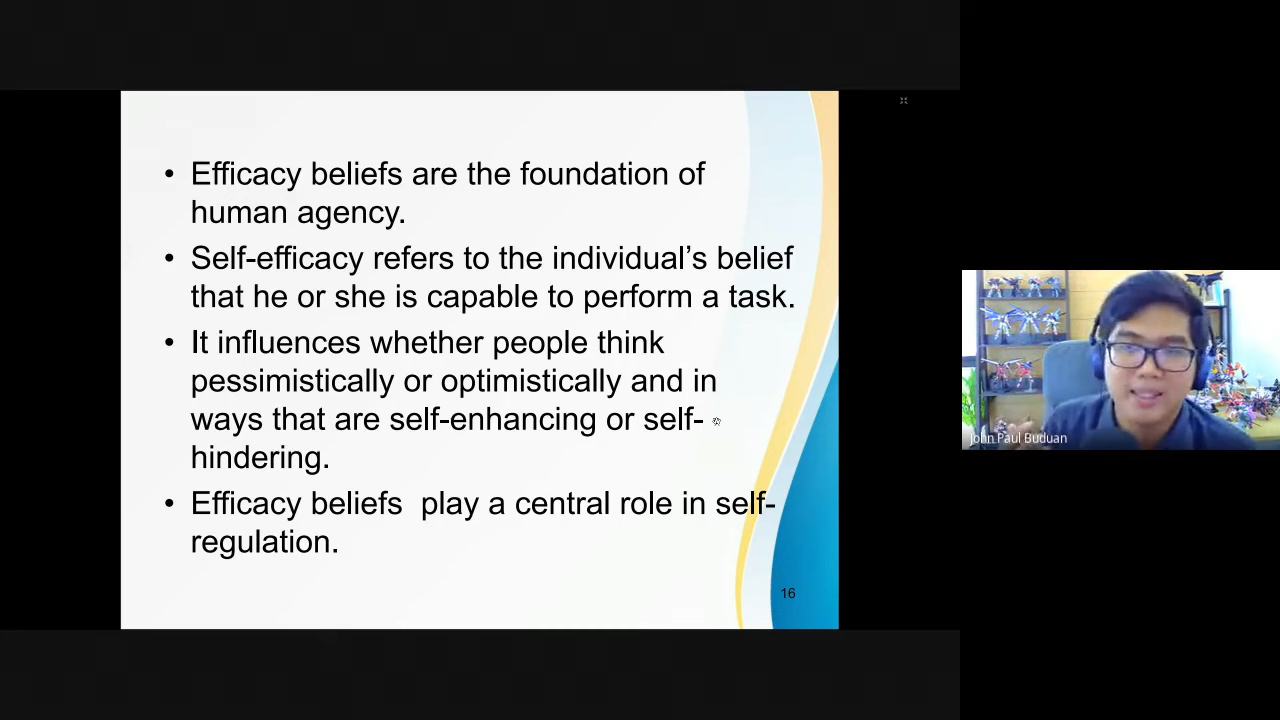 • Efficacy beliefs are the foundation of
human agency.
• Self-efficacy refers to the individual’s belief
that he or she is capable to perform a task.
• It influences whether people think
pessimistically or optimistically and in
ways that are self-enhancing or self-
hindering.
• Efficacy beliefs  play a central role in self-
regulation.
16
John Paul Buduan